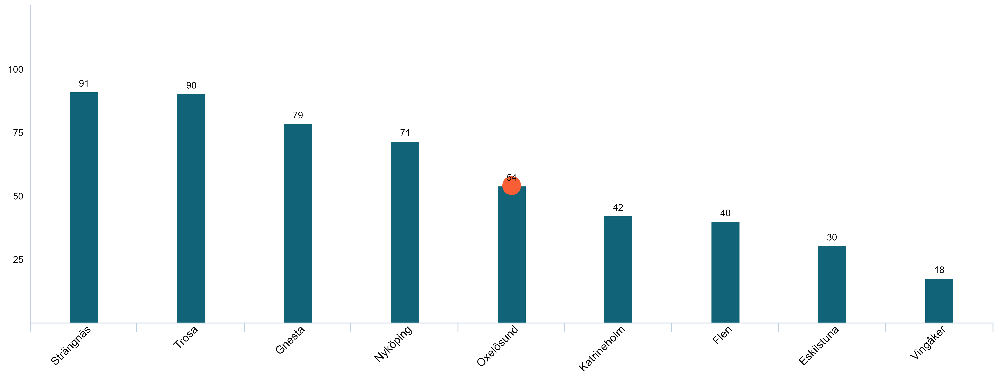 100
75
50
25
91
90
79
71
54
42
40
30
18
Strängnäs
Trosa
Gnesta
Nyköping
Oxelösund
Katrineholm
Flen
Eskilstuna
Vingåker